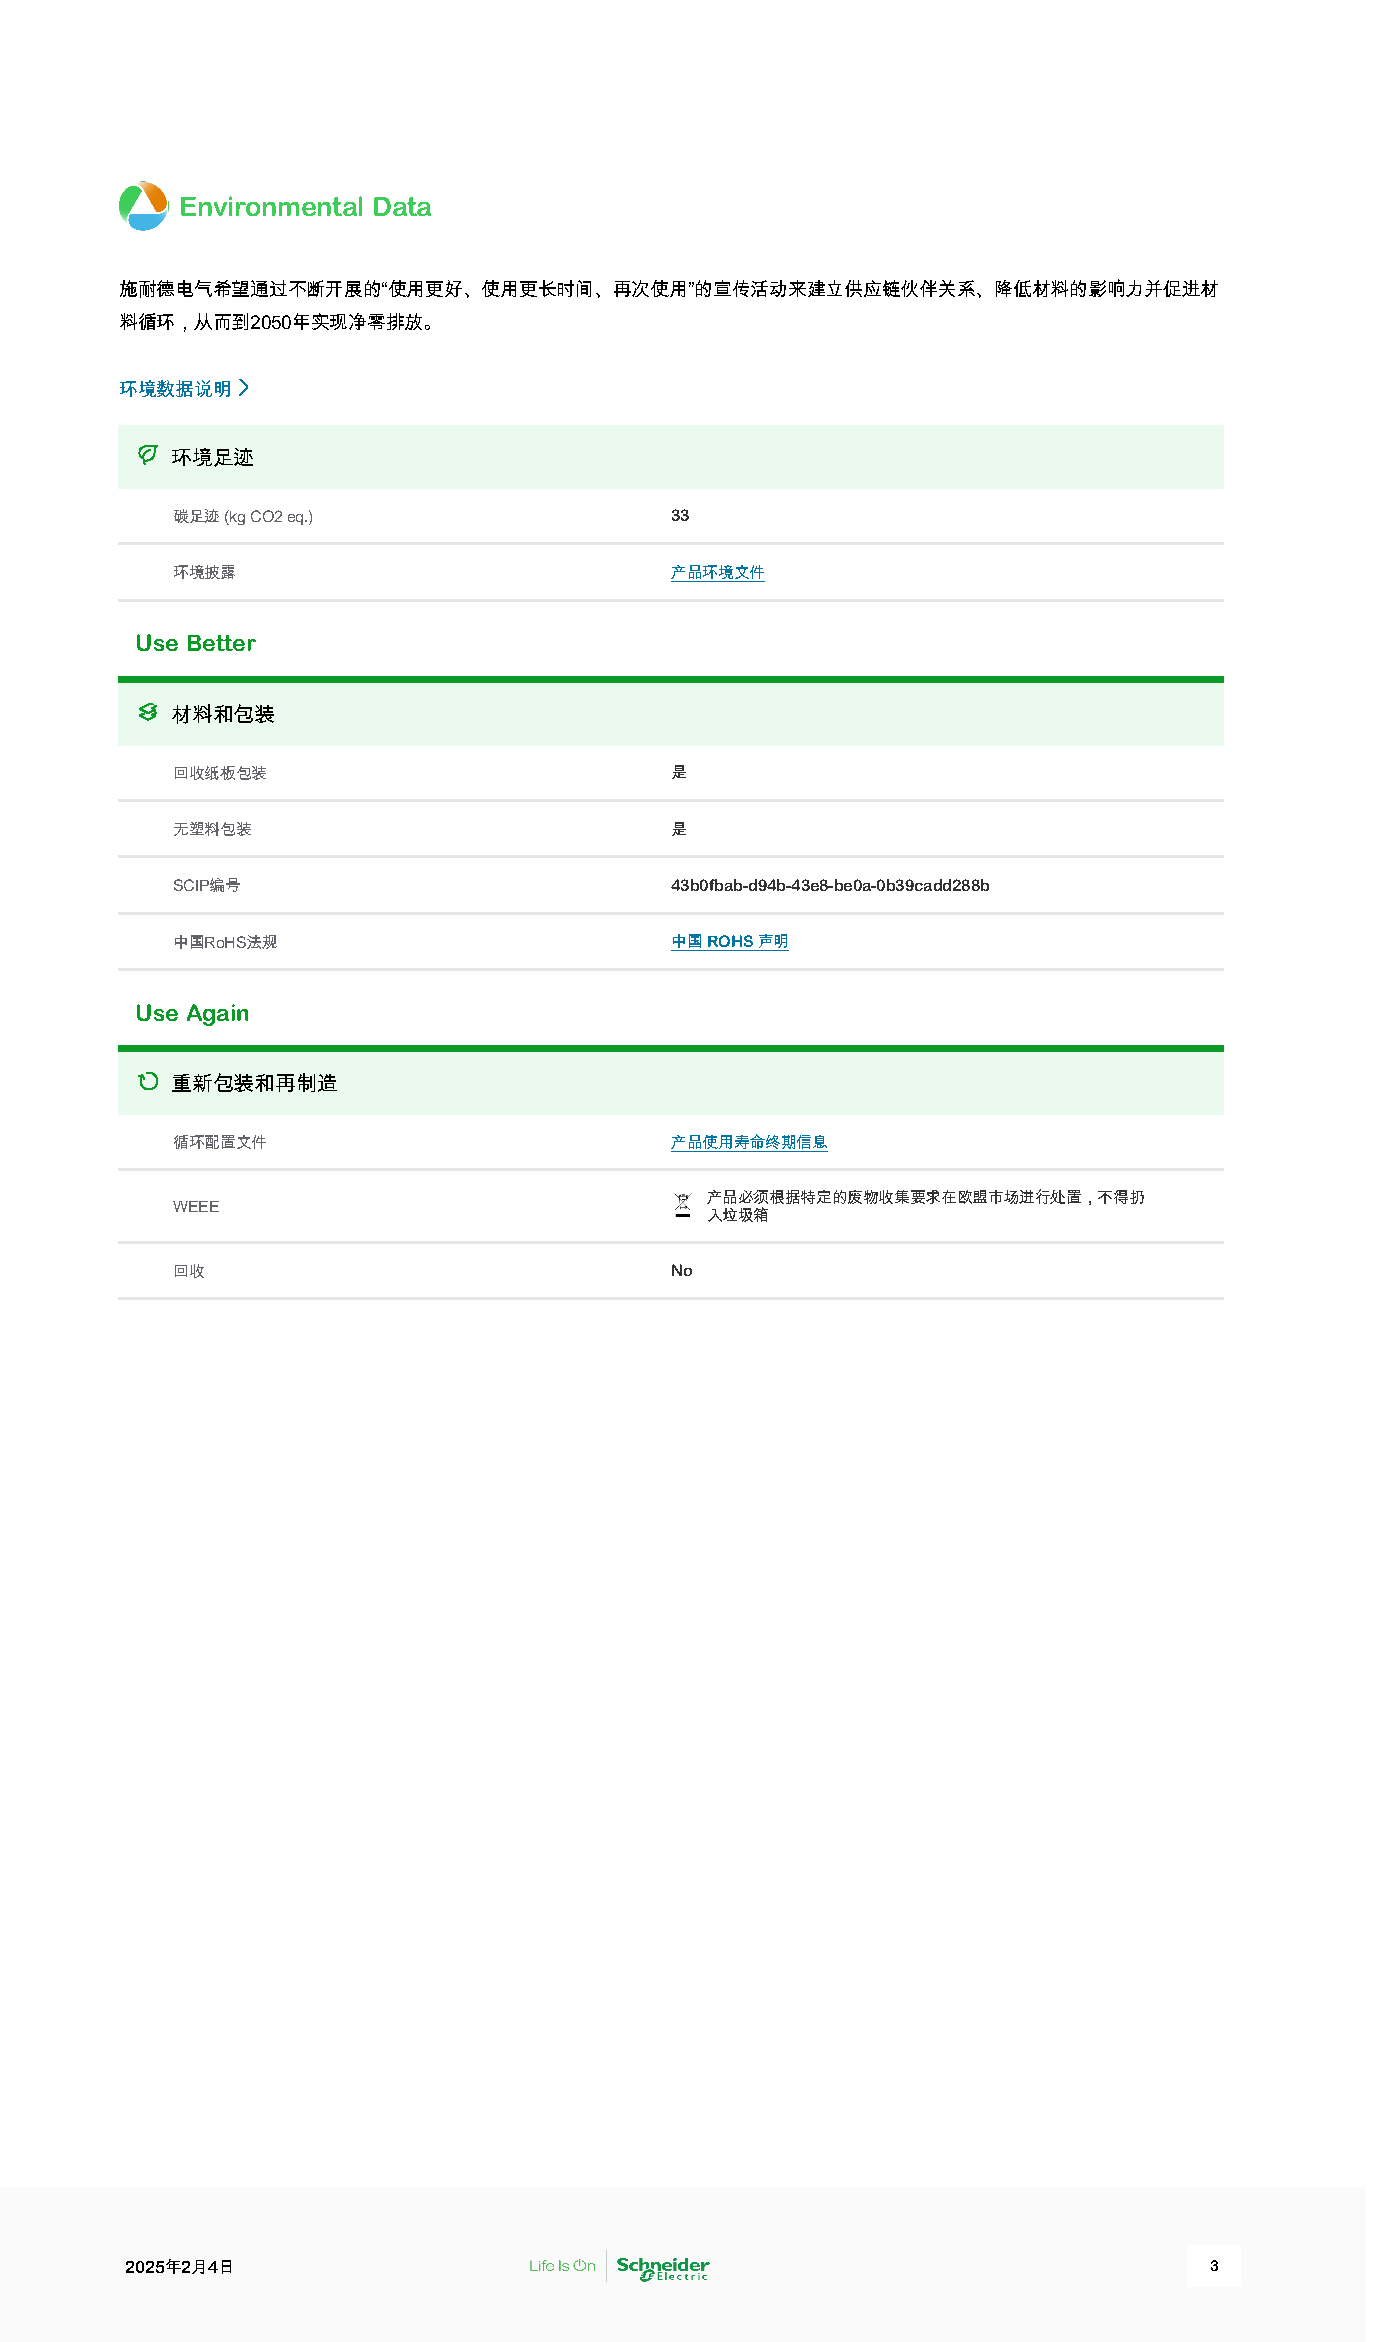 Environmental Data
施耐德电气希望通过不断开展的“使用更好、使用更长时间、再次使用”的宣传活动来建立供应链伙伴关系、降低材料的影响力并促进材
料循环，从而到2050年实现净零排放。
环境数据说明
环境足迹
碳足迹 (kg CO2 eq.) 33
环境披露 产品环境文件
Use Better
材料和包装
回收纸板包装 是
无塑料包装 是
SCIP编号 43b0fbab-d94b-43e8-be0a-0b39cadd288b
中国RoHS法规 中国 ROHS 声明
Use Again
重新包装和再制造
循环配置文件 产品使用寿命终期信息
WEEE 产品必须根据特定的废物收集要求在欧盟市场进行处置，不得扔
入垃圾箱
回收 No
2025年2月4日 Life Is On Schneider Electric 3